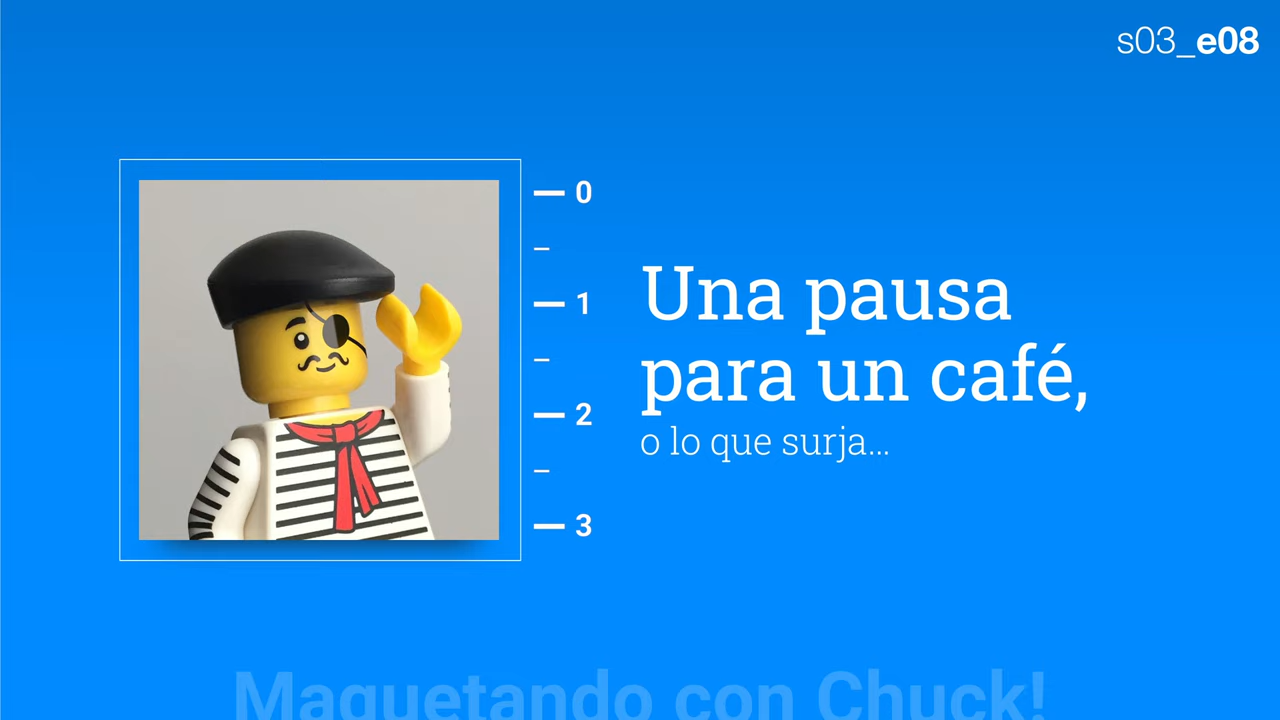 s03_e08
0
1
2
3
Una pausa
para un café,
o lo que surja...
Maquetando con Chuck!